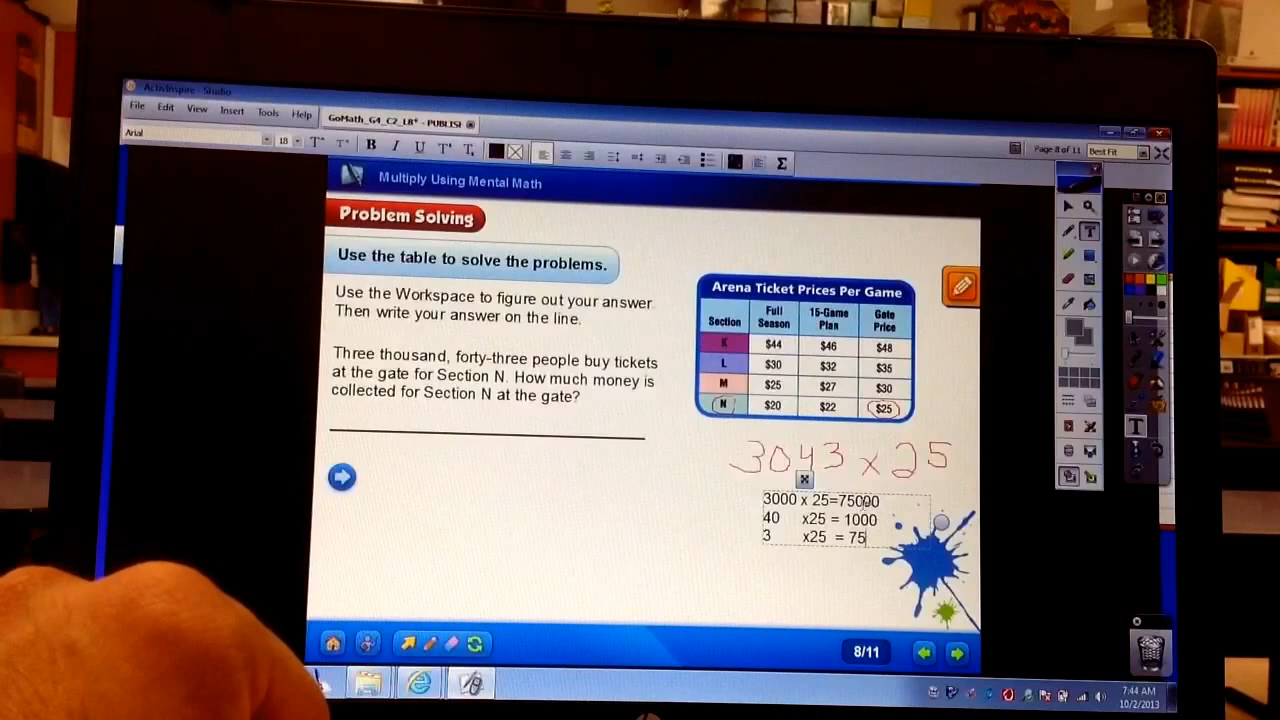 ActivInspire - Studio
File Edit View Insert Tools Help
GoMath_G4_C2_L8* - PUBLISH
Page 8 of 11 Best Fit
Arial 18 B I U Σ
Multiply Using Mental Math
Problem Solving
Use the table to solve the problems.
Use the Workspace to figure out your answer.
Then write your answer on the line.
Three thousand, forty-three people buy tickets
at the gate for Section N. How much money is
collected for Section N at the gate?
Arena Ticket Prices Per Game
Section Full Season 15-Game Plan Gate Price
K $44 $46 $48
L $30 $32 $35
M $25 $27 $30
N $20 $22 $25
3043 x 25
3000 x 25=75000
40 x25 = 1000
3 x25 = 75
8/11
7:44 AM
10/2/2013